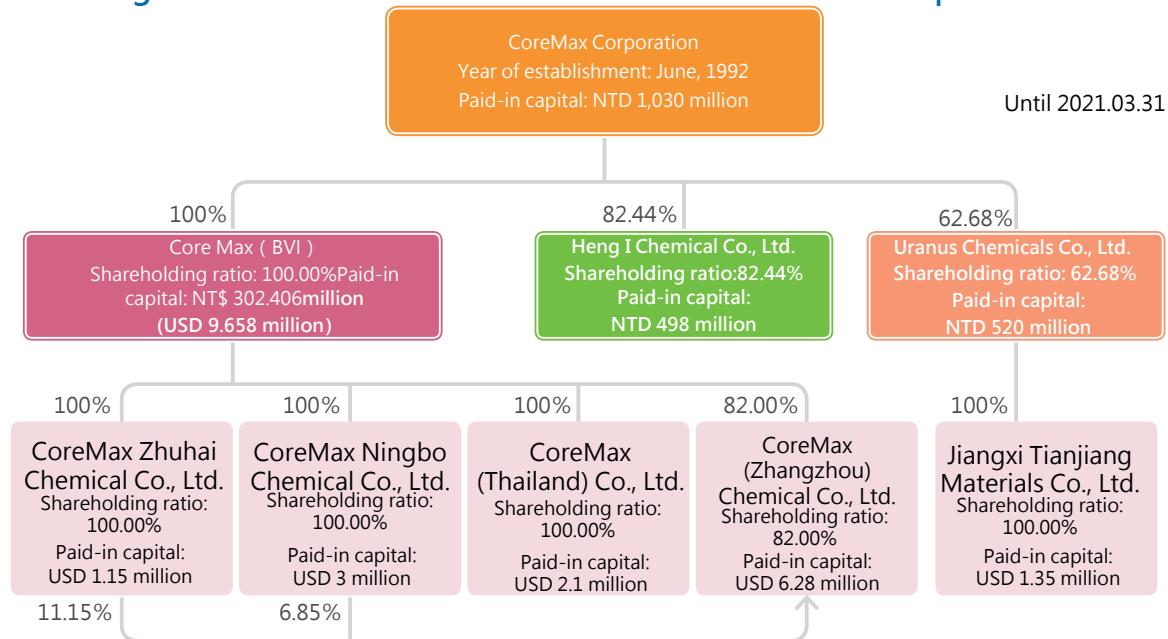 CoreMax Corporation
Year of establishment: June, 1992
Paid-in capital: NTD 1,030 million
Until 2021.03.31
100%
82.44%
62.68%
Core Max ( BVI )
Shareholding ratio: 100.00%Paid-in
capital: NT$ 302.406million
(USD 9.658 million)
Heng I Chemical Co., Ltd.
Shareholding ratio:82.44%
Paid-in capital:
NTD 498 million
Uranus Chemicals Co., Ltd.
Shareholding ratio: 62.68%
Paid-in capital:
NTD 520 million
100%
100%
100%
82.00%
100%
CoreMax Zhuhai
Chemical Co., Ltd.
Shareholding ratio:
100.00%
Paid-in capital:
USD 1.15 million
CoreMax Ningbo
Chemical Co., Ltd.
Shareholding ratio:
100.00%
Paid-in capital:
USD 3 million
CoreMax
(Thailand) Co., Ltd.
Shareholding ratio:
100.00%
Paid-in capital:
USD 2.1 million
CoreMax
(Zhangzhou)
Chemical Co., Ltd.
Shareholding ratio:
82.00%
Paid-in capital:
USD 6.28 million
Jiangxi Tianjiang
Materials Co., Ltd.
Shareholding ratio:
100.00%
Paid-in capital:
USD 1.35 million
11.15%
6.85%